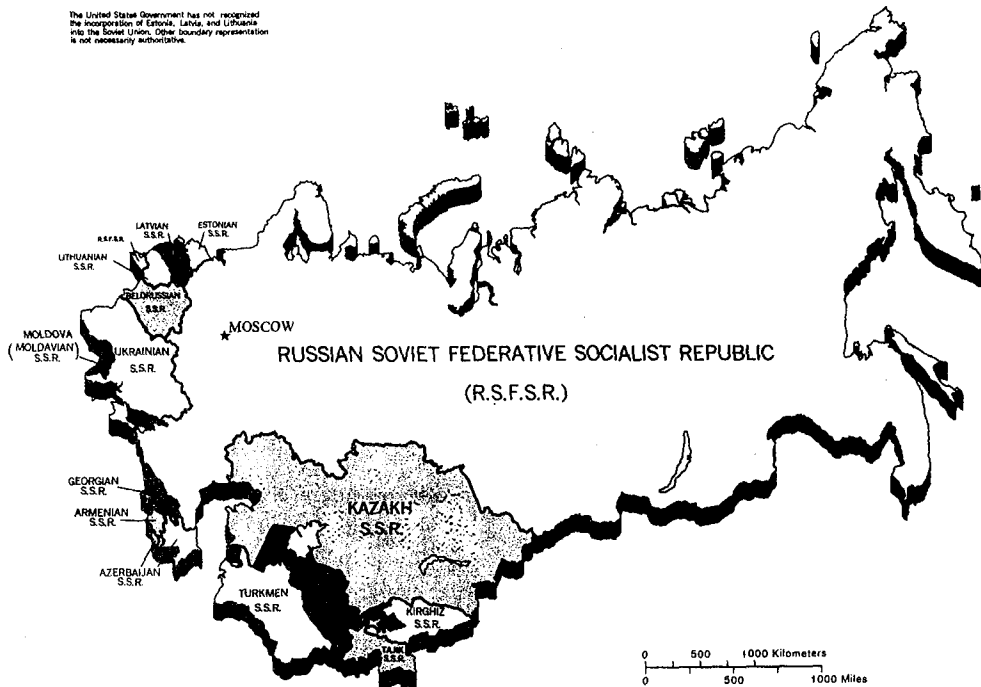 The United States Government has not recognized
the incorporation of Estonia, Latvia, and Lithuania
into the Soviet Union. Other boundary representation
is not necessarily authoritative.
LATVIAN
S.S.R.
ESTONIAN
S.S.R.
R.S.F.S.R.
LITHUANIAN
S.S.R.
BELORUSSIAN
S.S.R.
MOSCOW
MOLDOVA
(MOLDAVIAN)
S.S.R.
UKRAINIAN
S.S.R.
RUSSIAN SOVIET FEDERATIVE SOCIALIST REPUBLIC
(R.S.F.S.R.)
GEORGIAN
S.S.R.
ARMENIAN
S.S.R.
AZERBAIJAN
S.S.R.
KAZAKH
S.S.R.
TURKMEN
S.S.R.
KIRGHIZ
S.S.R.
TAJIK
S.S.R.
0 500 1000 Kilometers
0 500 1000 Miles